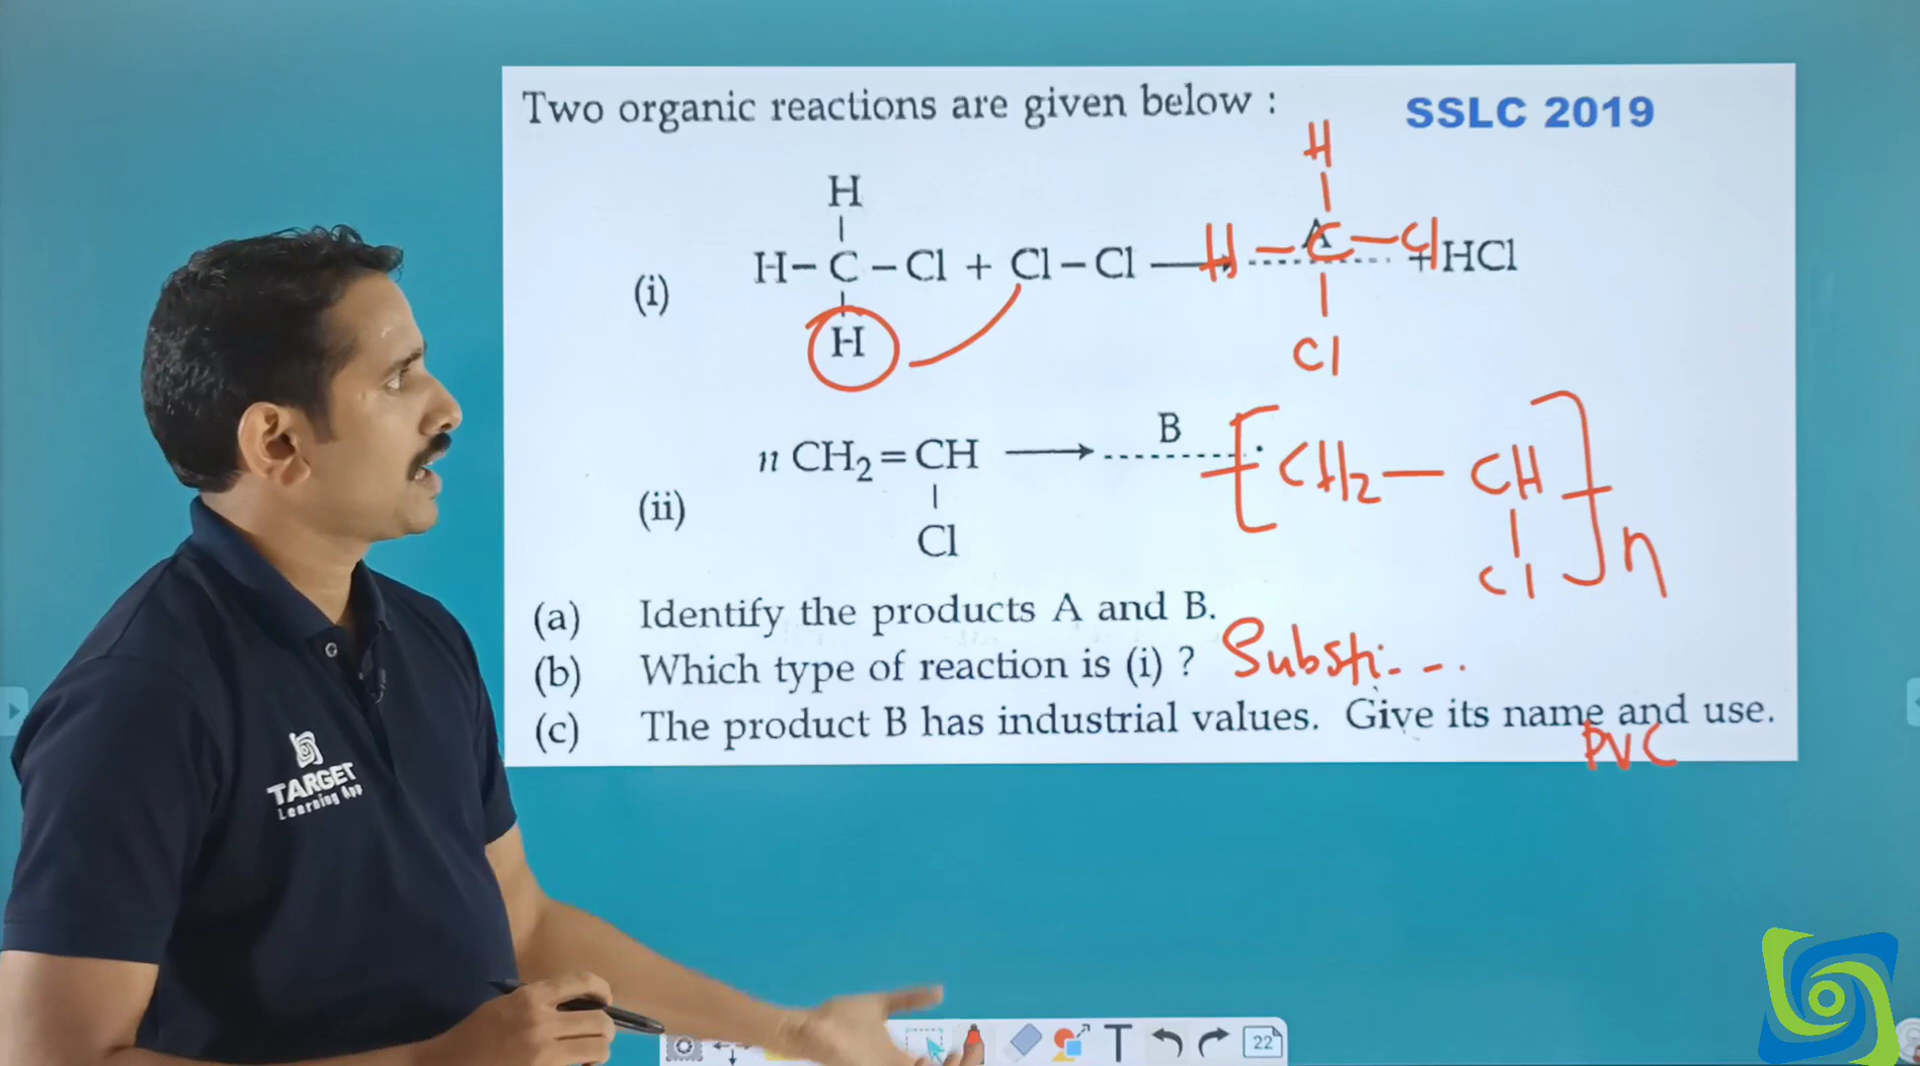 Two organic reactions are given below :
SSLC 2019
H
H
H – C – Cl + Cl – Cl ⟶ H – C – Cl + HCl
A
(i)
H
Cl
B
n CH₂ = CH ⟶ [CH₂ — CH]n
(ii)
Cl
Cl
(a) Identify the products A and B.
(b) Which type of reaction is (i) ? Substi - - .
(c) The product B has industrial values. Give its name and use.
PVC
TARGET
Learning App
T
22